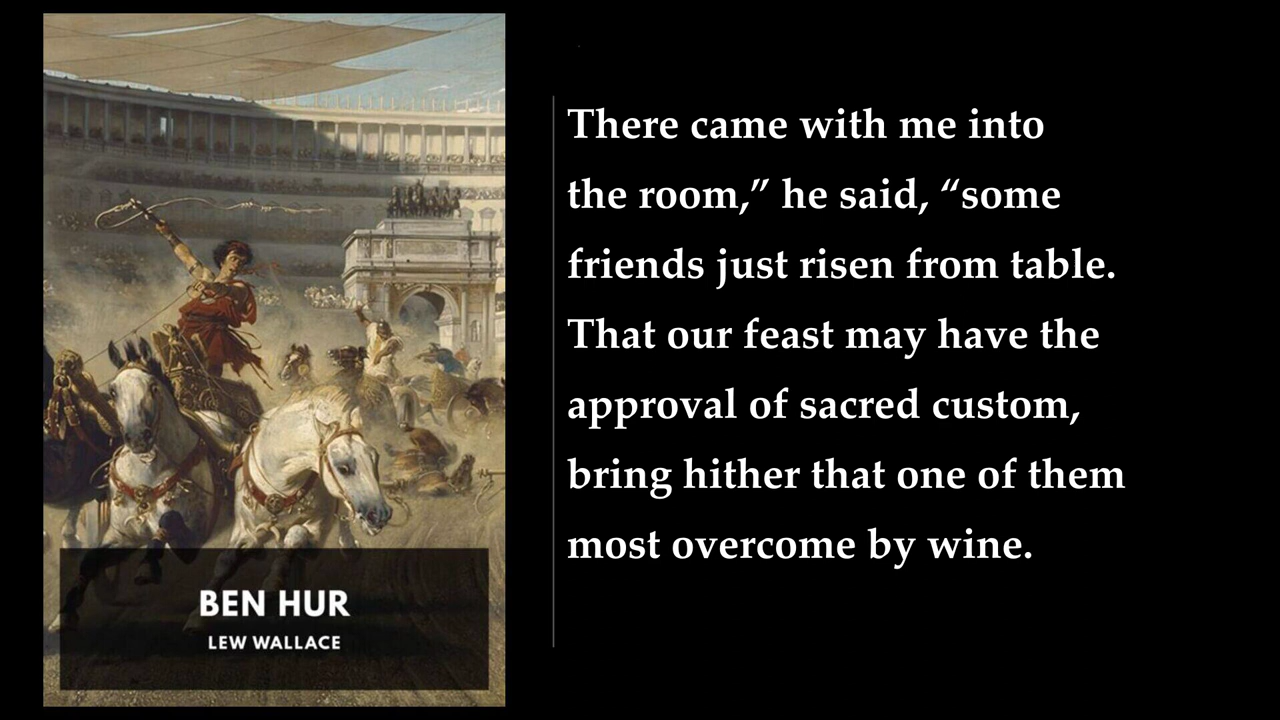 BEN HUR
LEW WALLACE
There came with me into
the room,” he said, “some
friends just risen from table.
That our feast may have the
approval of sacred custom,
bring hither that one of them
most overcome by wine.